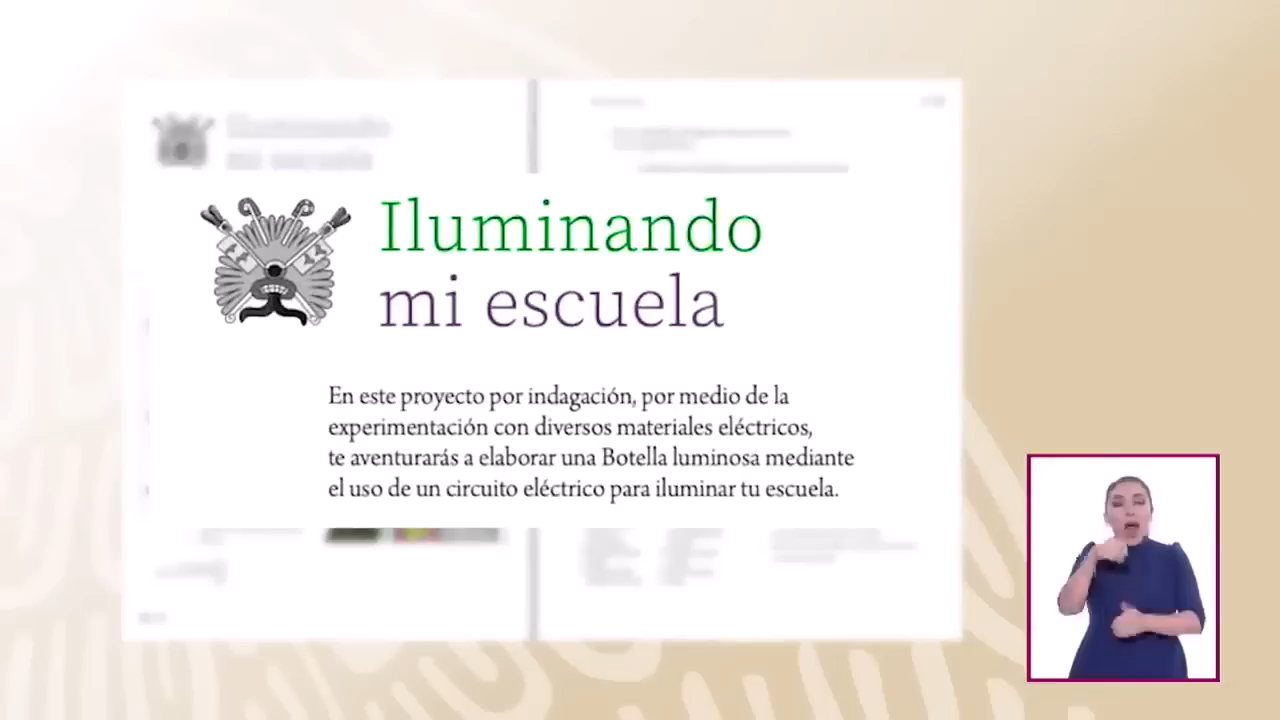 Iluminando
mi escuela
En este proyecto por indagación, por medio de la
experimentación con diversos materiales eléctricos,
te aventurarás a elaborar una Botella luminosa mediante
el uso de un circuito eléctrico para iluminar tu escuela.